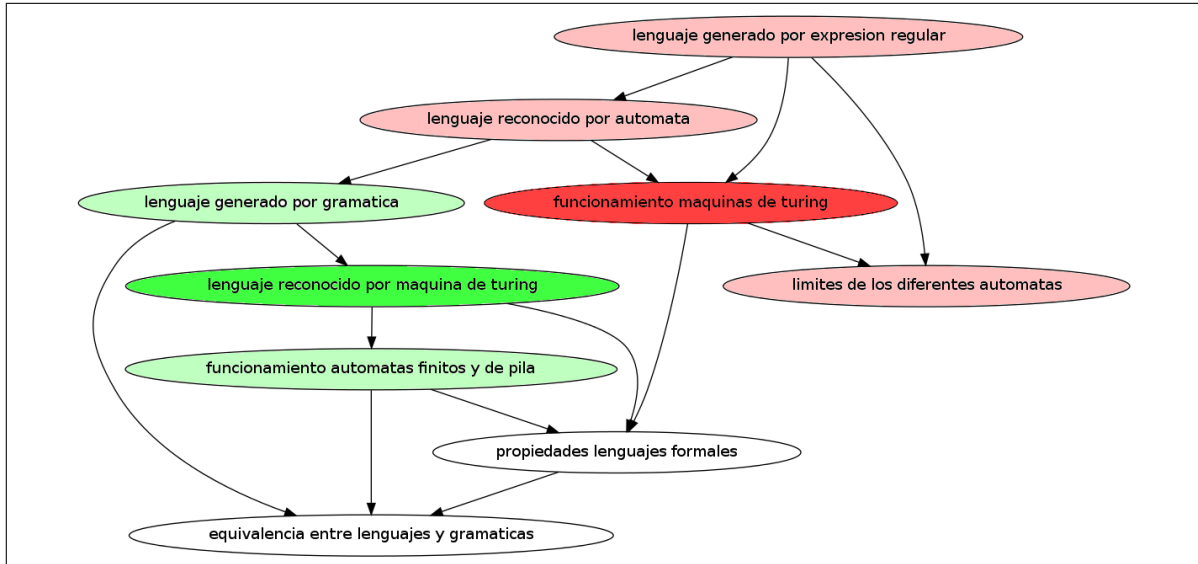 lenguaje generado por expresion regular
lenguaje reconocido por automata
lenguaje generado por gramatica
funcionamiento maquinas de turing
lenguaje reconocido por maquina de turing
limites de los diferentes automatas
funcionamiento automatas finitos y de pila
propiedades lenguajes formales
equivalencia entre lenguajes y gramaticas